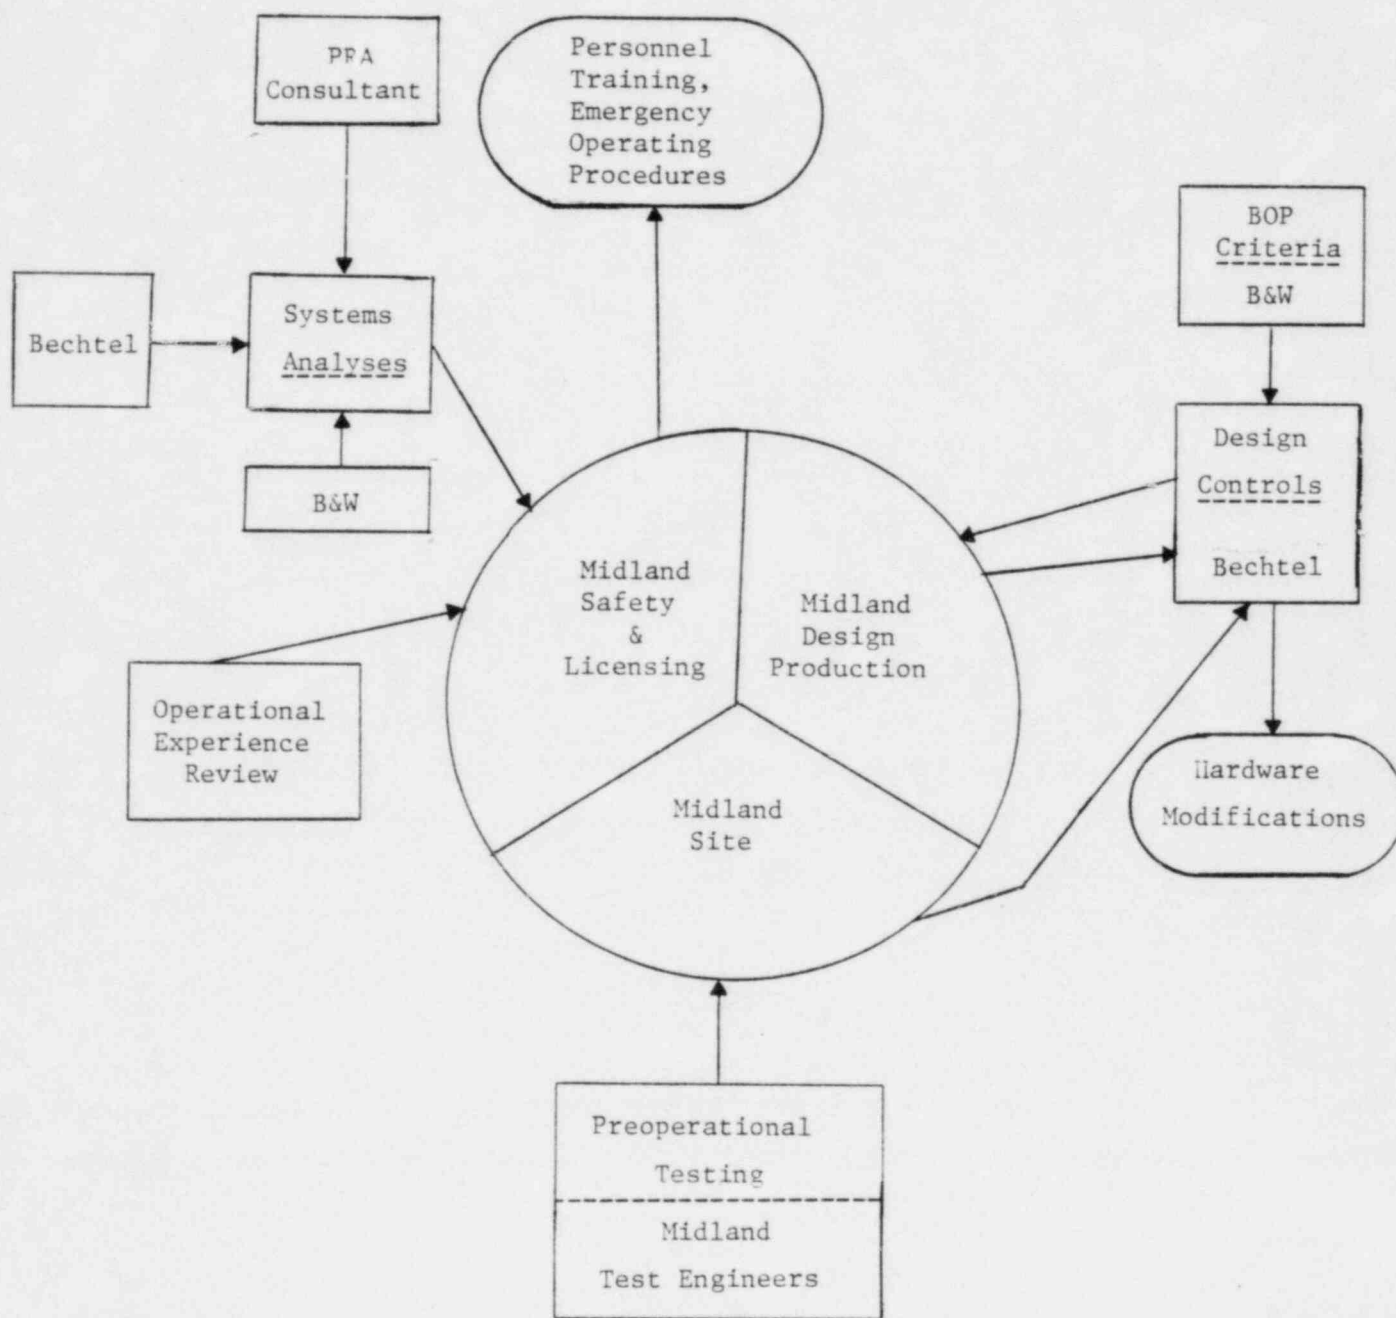 PRA
Consultant
Personnel
Training,
Emergency
Operating
Procedures
BOP
Criteria
B&W
Bechtel
Systems
Analyses
B&W
Design
Controls
Bechtel
Midland
Safety
&
Licensing
Midland
Design
Production
Operational
Experience
Review
Midland
Site
Hardware
Modifications
Preoperational
Testing
Midland
Test Engineers